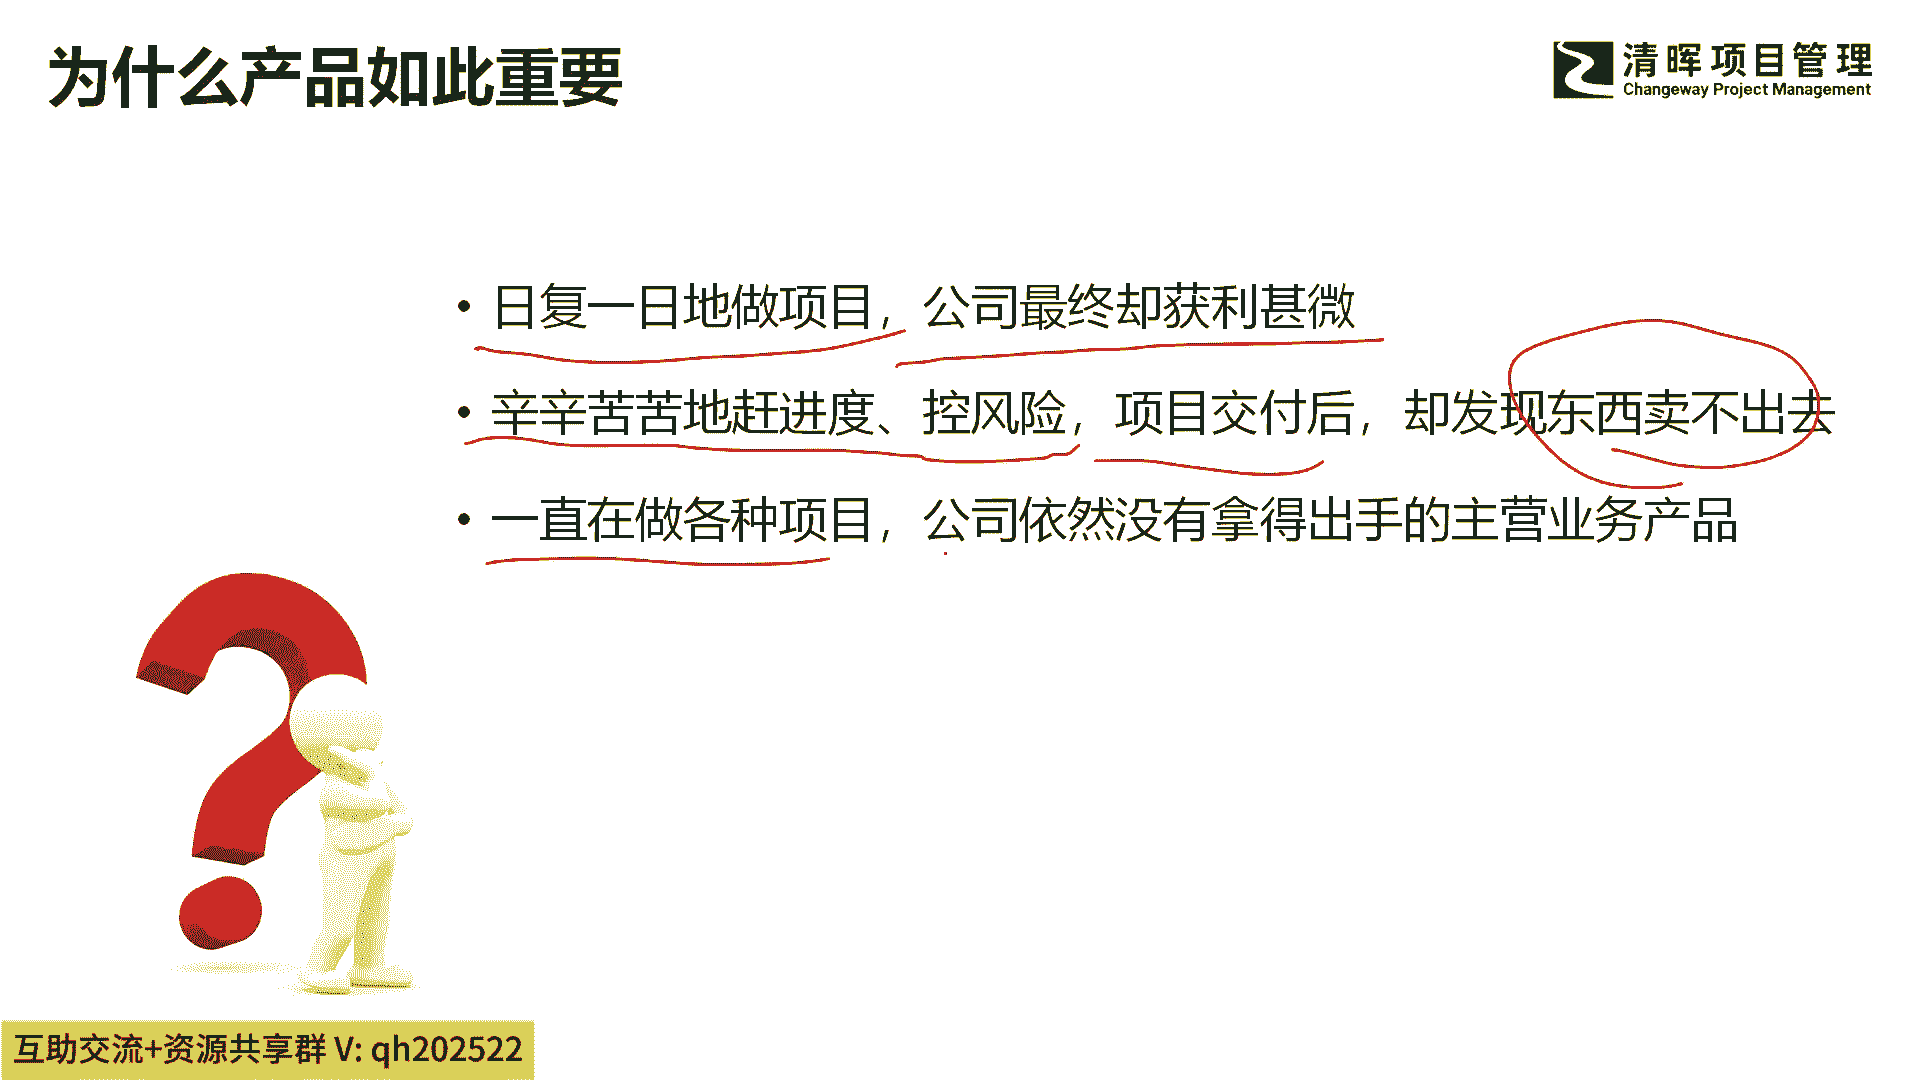 为什么产品如此重要
清晖项目管理
Changeway Project Management
• 日复一日地做项目，公司最终却获利甚微
• 辛辛苦苦地赶进度、控风险，项目交付后，却发现东西卖不出去
• 一直在做各种项目，公司依然没有拿得出手的主营业务产品
互助交流+资源共享群 V: qh202522